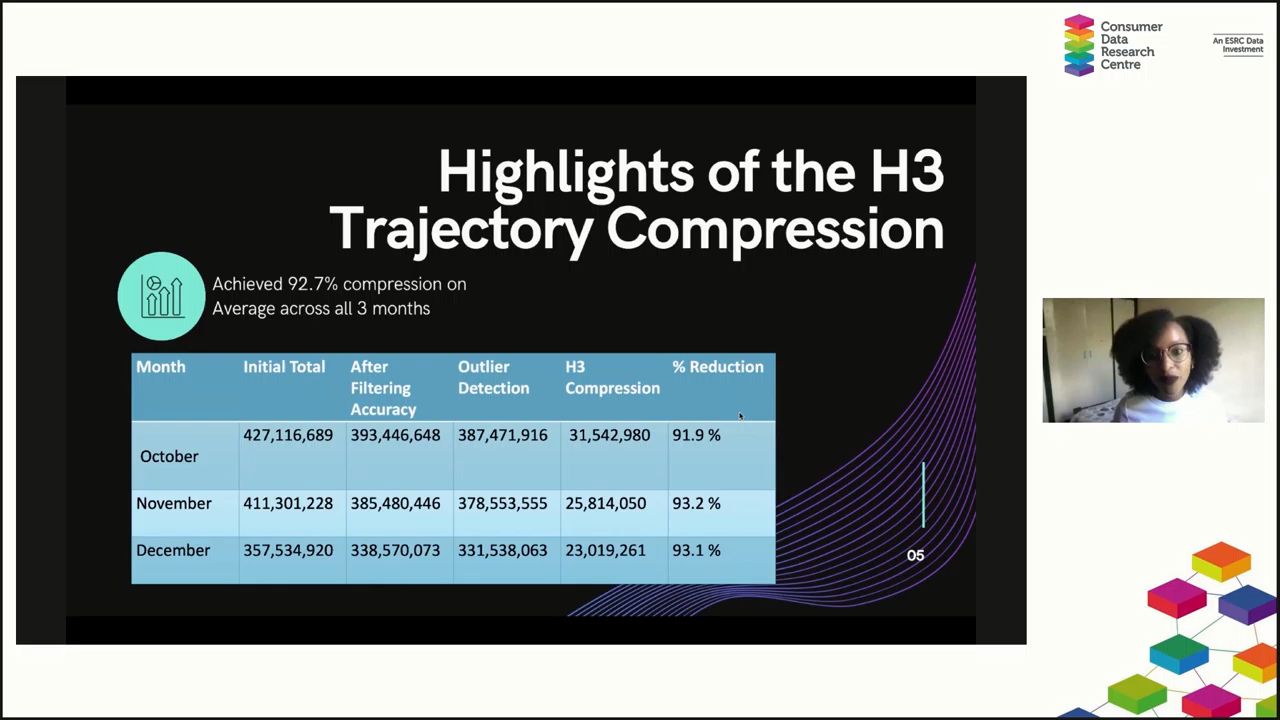 Consumer
Data
Research
Centre
An ESRC Data
Investment
Highlights of the H3
Trajectory Compression
Achieved 92.7% compression on
Average across all 3 months
Month Initial Total After Filtering Accuracy Outlier Detection H3 Compression % Reduction
October 427,116,689 393,446,648 387,471,916 31,542,980 91.9 %
November 411,301,228 385,480,446 378,553,555 25,814,050 93.2 %
December 357,534,920 338,570,073 331,538,063 23,019,261 93.1 %
05